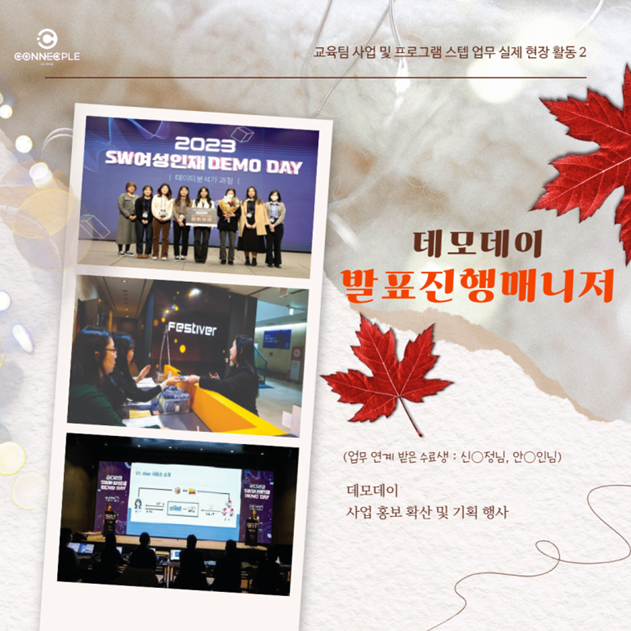 CONNECPLE
교육팀 사업 및 프로그램 스텝 업무 실제 현장 활동 2
2023
SW여성인재 DEMO DAY
| 데이터분석가 과정 |
Festiver
데모데이
발표진행매니저
(업무 연계 받은 수료생 : 신○정님, 안○인님)
데모데이
사업 홍보 확산 및 기획 행사